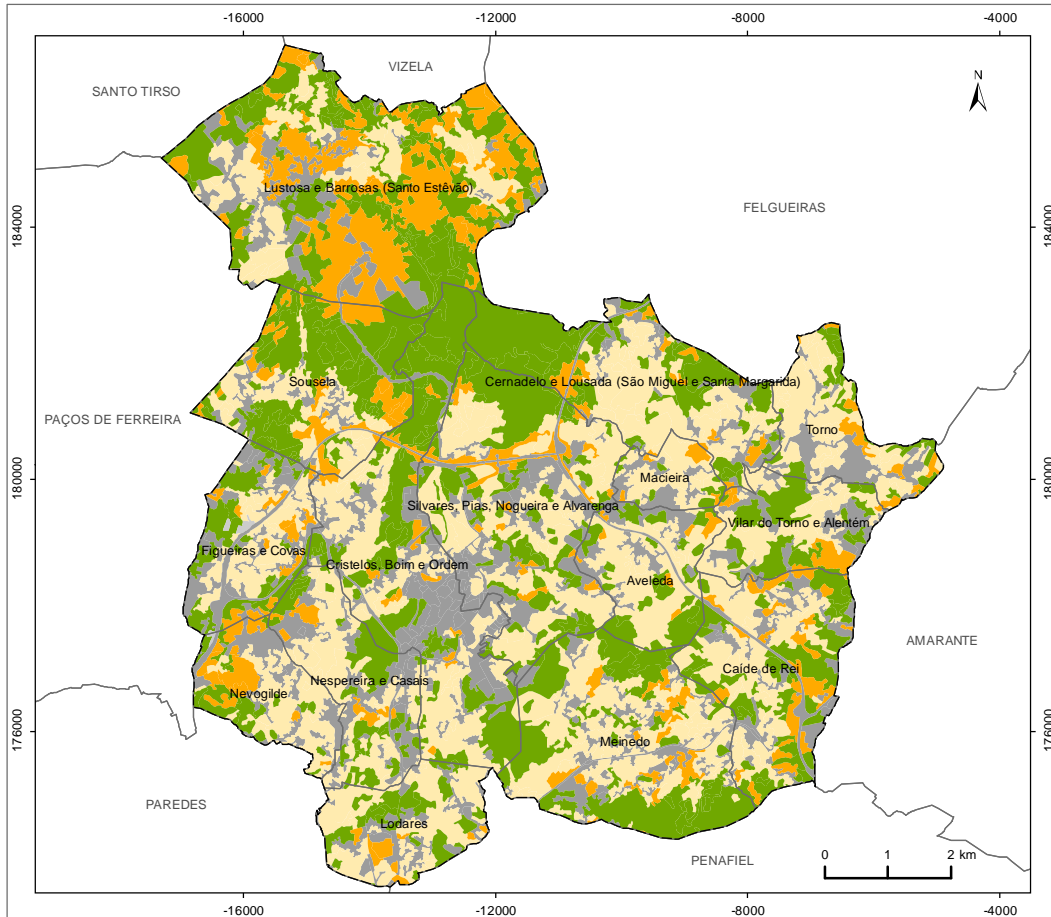 -16000
-12000
-8000
-4000
VIZELA
SANTO TIRSO
N
Lustosa e Barrosas (Santo Estêvão)
FELGUEIRAS
184000
184000
Sousela
Cernadelo e Lousada (São Miguel e Santa Margarida)
PAÇOS DE FERREIRA
Torno
Macieira
180000
180000
Silvares, Pias, Nogueira e Alvarenga
Vilar do Torno e Alentém
Figueiras e Covas
Cristelos, Boim e Ordem
Aveleda
AMARANTE
Caíde de Rei
Nespereira e Casais
Nevogilde
176000
176000
Meinedo
PAREDES
Lodares
PENAFIEL
0 1 2 km
-16000
-12000
-8000
-4000